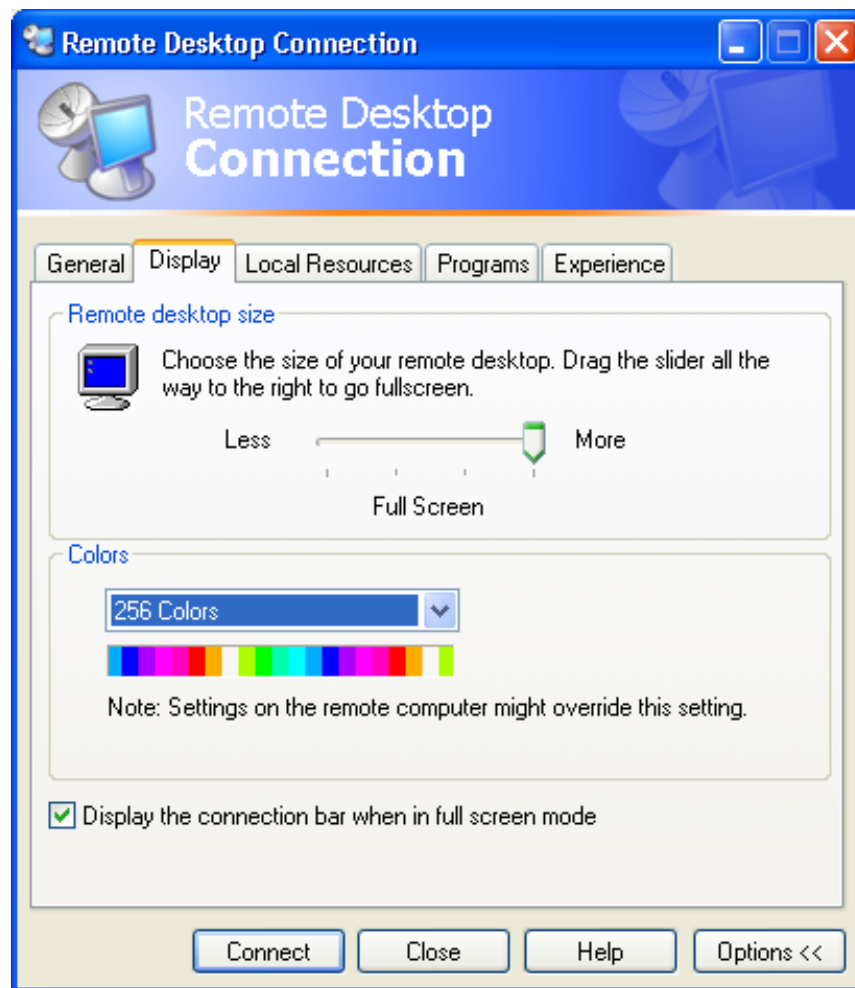 Remote Desktop Connection
Remote Desktop
Connection
General Display Local Resources Programs Experience
Remote desktop size
Choose the size of your remote desktop. Drag the slider all the
way to the right to go fullscreen.
Less More
Full Screen
Colors
256 Colors
Note: Settings on the remote computer might override this setting.
Display the connection bar when in full screen mode
Connect Close Help Options <<